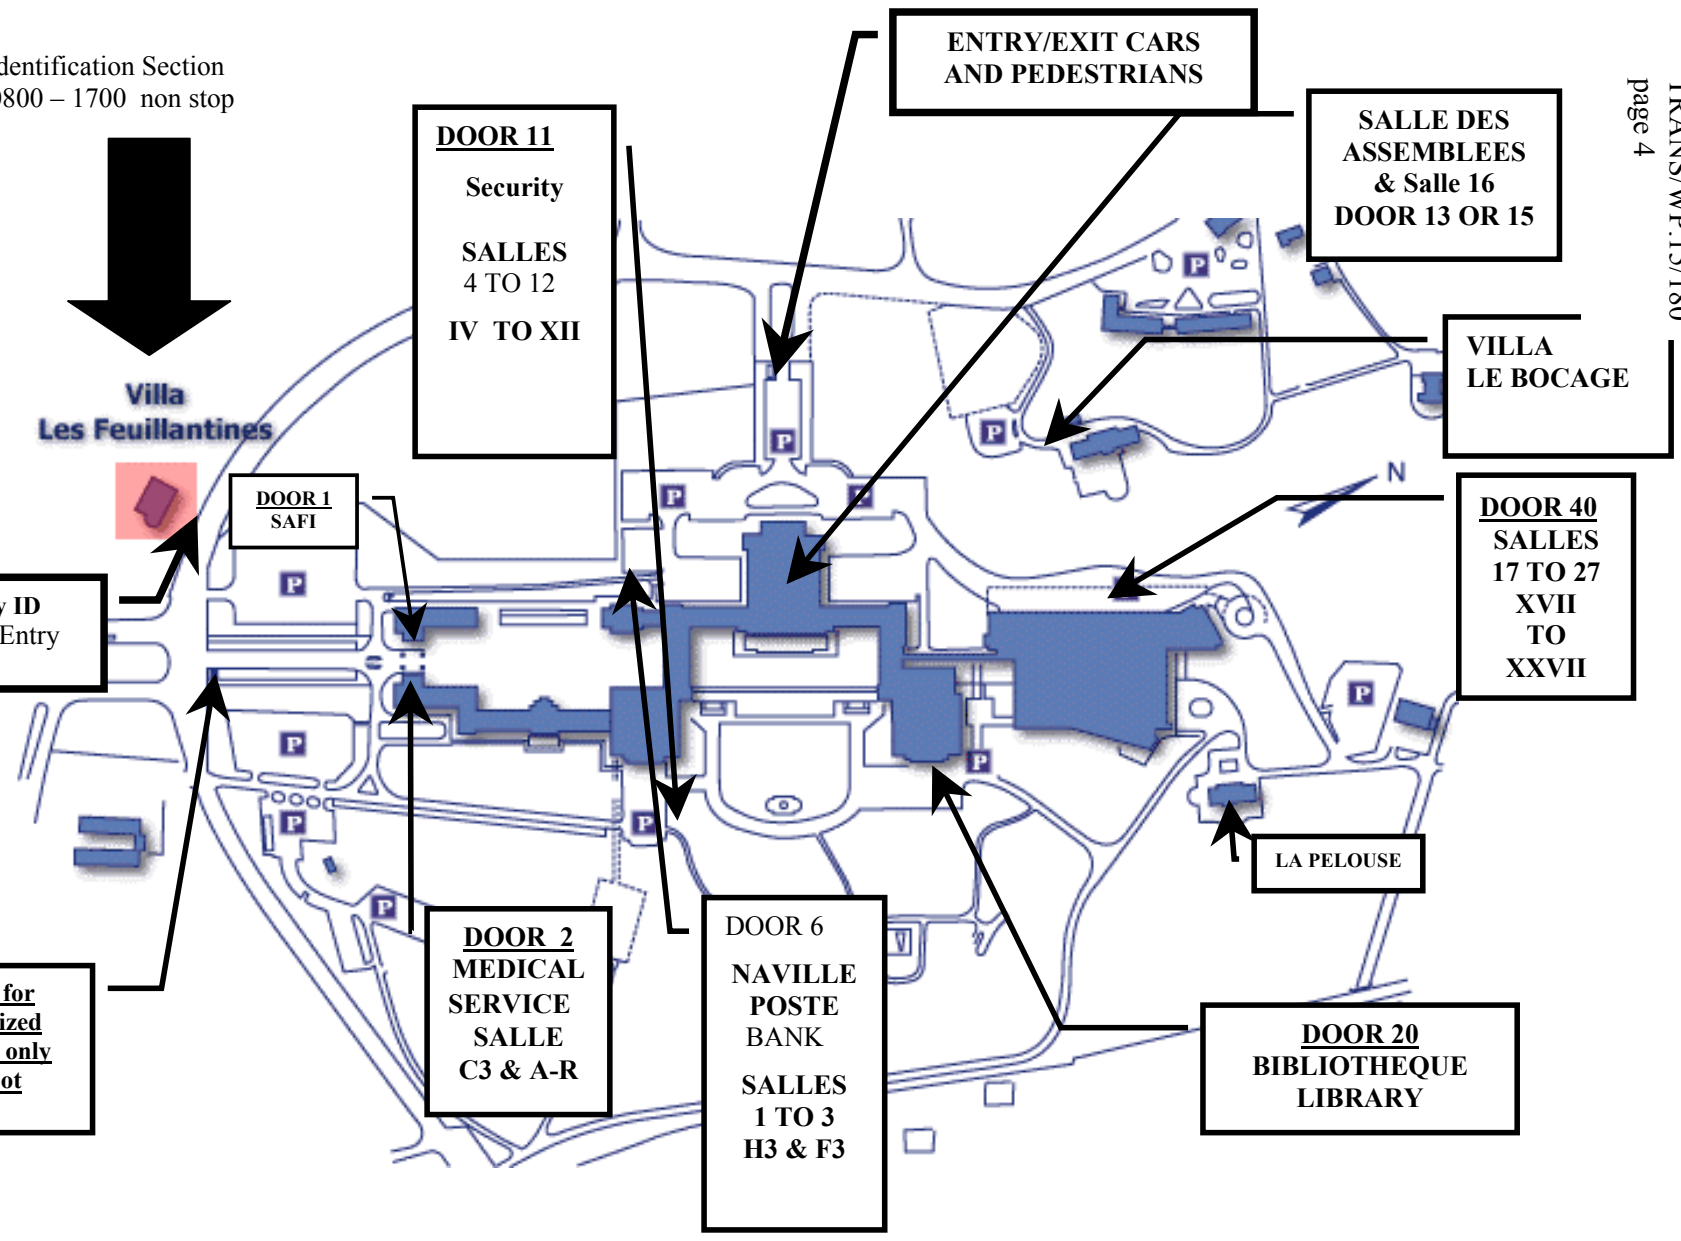 dentification Section
0800 – 1700  non stop
Villa
Les Feuillantines
DOOR 1
SAFI
y ID
Entry
for
ized
only
ot
DOOR 11
Security
SALLES
4 TO 12
IV  TO XII
ENTRY/EXIT CARS
AND PEDESTRIANS
SALLE DES
ASSEMBLEES
& Salle 16
DOOR 13 OR 15
TRANS/WP.15/180
page 4
VILLA
LE BOCAGE
N
DOOR 40
SALLES
17 TO 27
XVII
TO
XXVII
LA PELOUSE
DOOR  2
MEDICAL
SERVICE
SALLE
C3 & A-R
DOOR 6
NAVILLE
POSTE
BANK
SALLES
1 TO 3
H3 & F3
DOOR 20
BIBLIOTHEQUE
LIBRARY
P
P
P
P
P
P
P
P
P
P
P
P
P